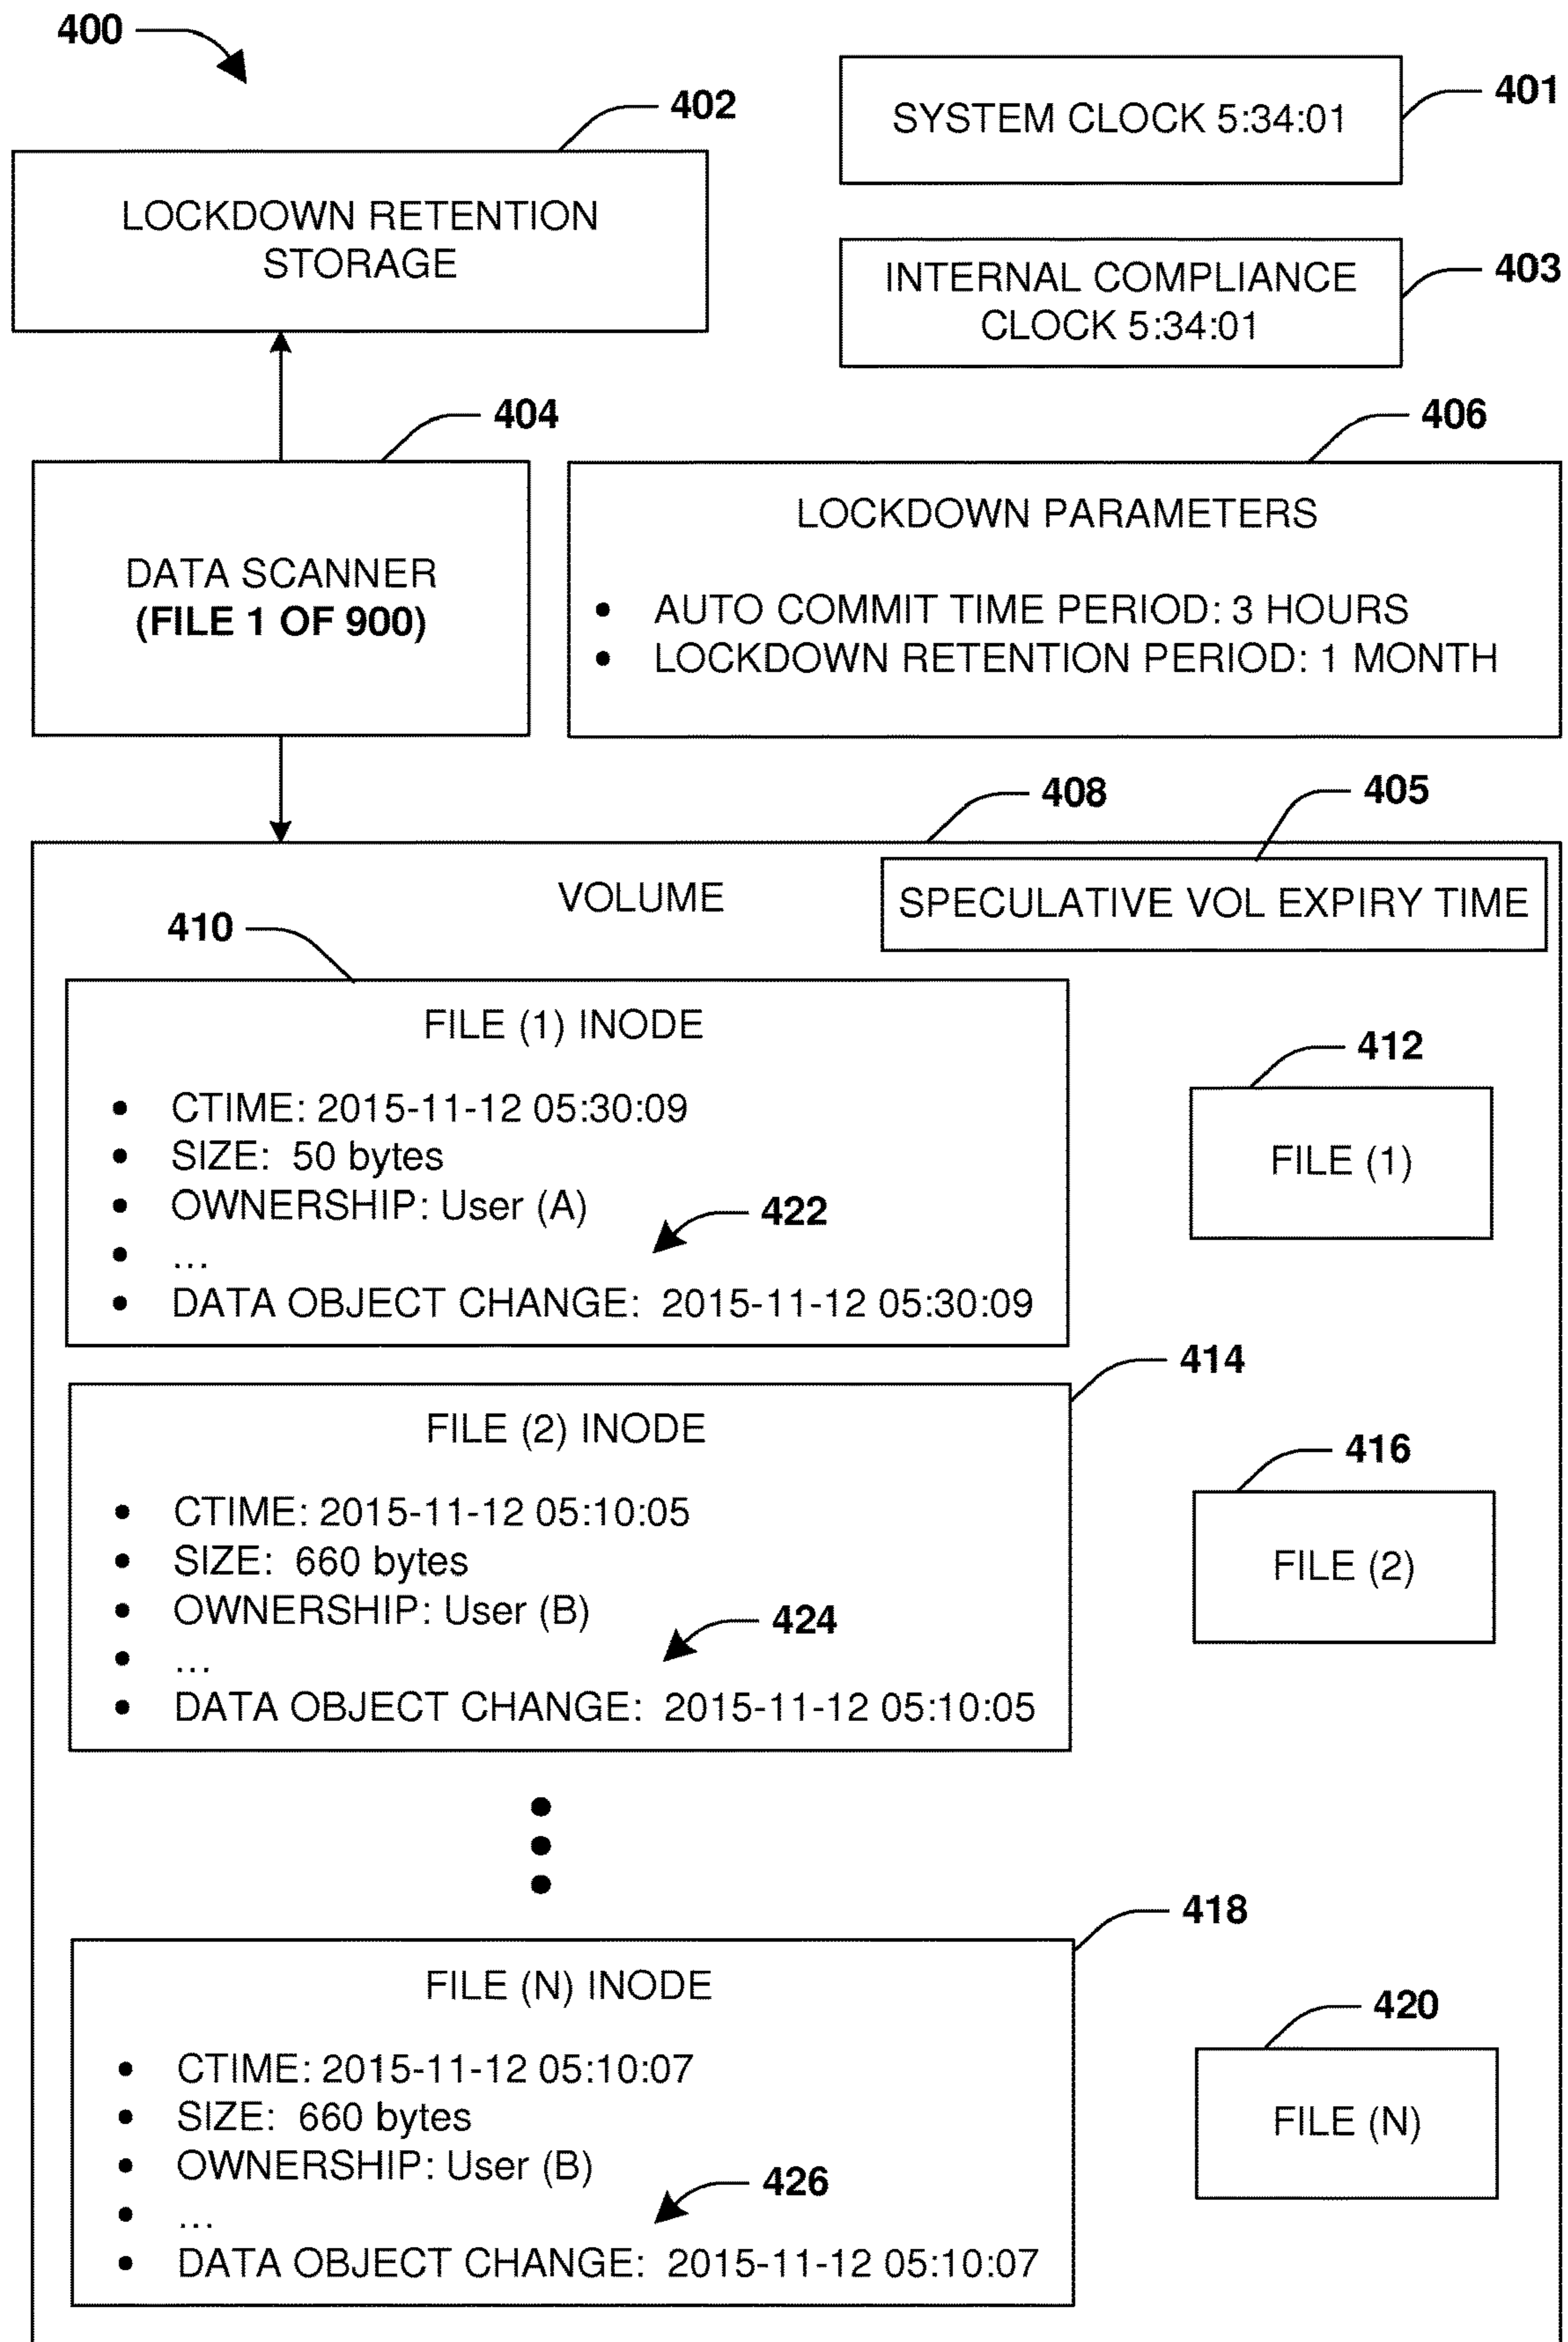 400
402
401
SYSTEM CLOCK 5:34:01
LOCKDOWN RETENTION
STORAGE
403
INTERNAL COMPLIANCE
CLOCK 5:34:01
404
406
DATA SCANNER
(FILE 1 OF 900)
LOCKDOWN PARAMETERS
• AUTO COMMIT TIME PERIOD: 3 HOURS
• LOCKDOWN RETENTION PERIOD: 1 MONTH
408
405
VOLUME
SPECULATIVE VOL EXPIRY TIME
410
FILE (1) INODE
• CTIME: 2015-11-12 05:30:09
• SIZE: 50 bytes
• OWNERSHIP: User (A)
• ...
• DATA OBJECT CHANGE: 2015-11-12 05:30:09
422
412
FILE (1)
414
FILE (2) INODE
• CTIME: 2015-11-12 05:10:05
• SIZE: 660 bytes
• OWNERSHIP: User (B)
• ...
• DATA OBJECT CHANGE: 2015-11-12 05:10:05
424
416
FILE (2)
418
FILE (N) INODE
• CTIME: 2015-11-12 05:10:07
• SIZE: 660 bytes
• OWNERSHIP: User (B)
• ...
• DATA OBJECT CHANGE: 2015-11-12 05:10:07
426
420
FILE (N)